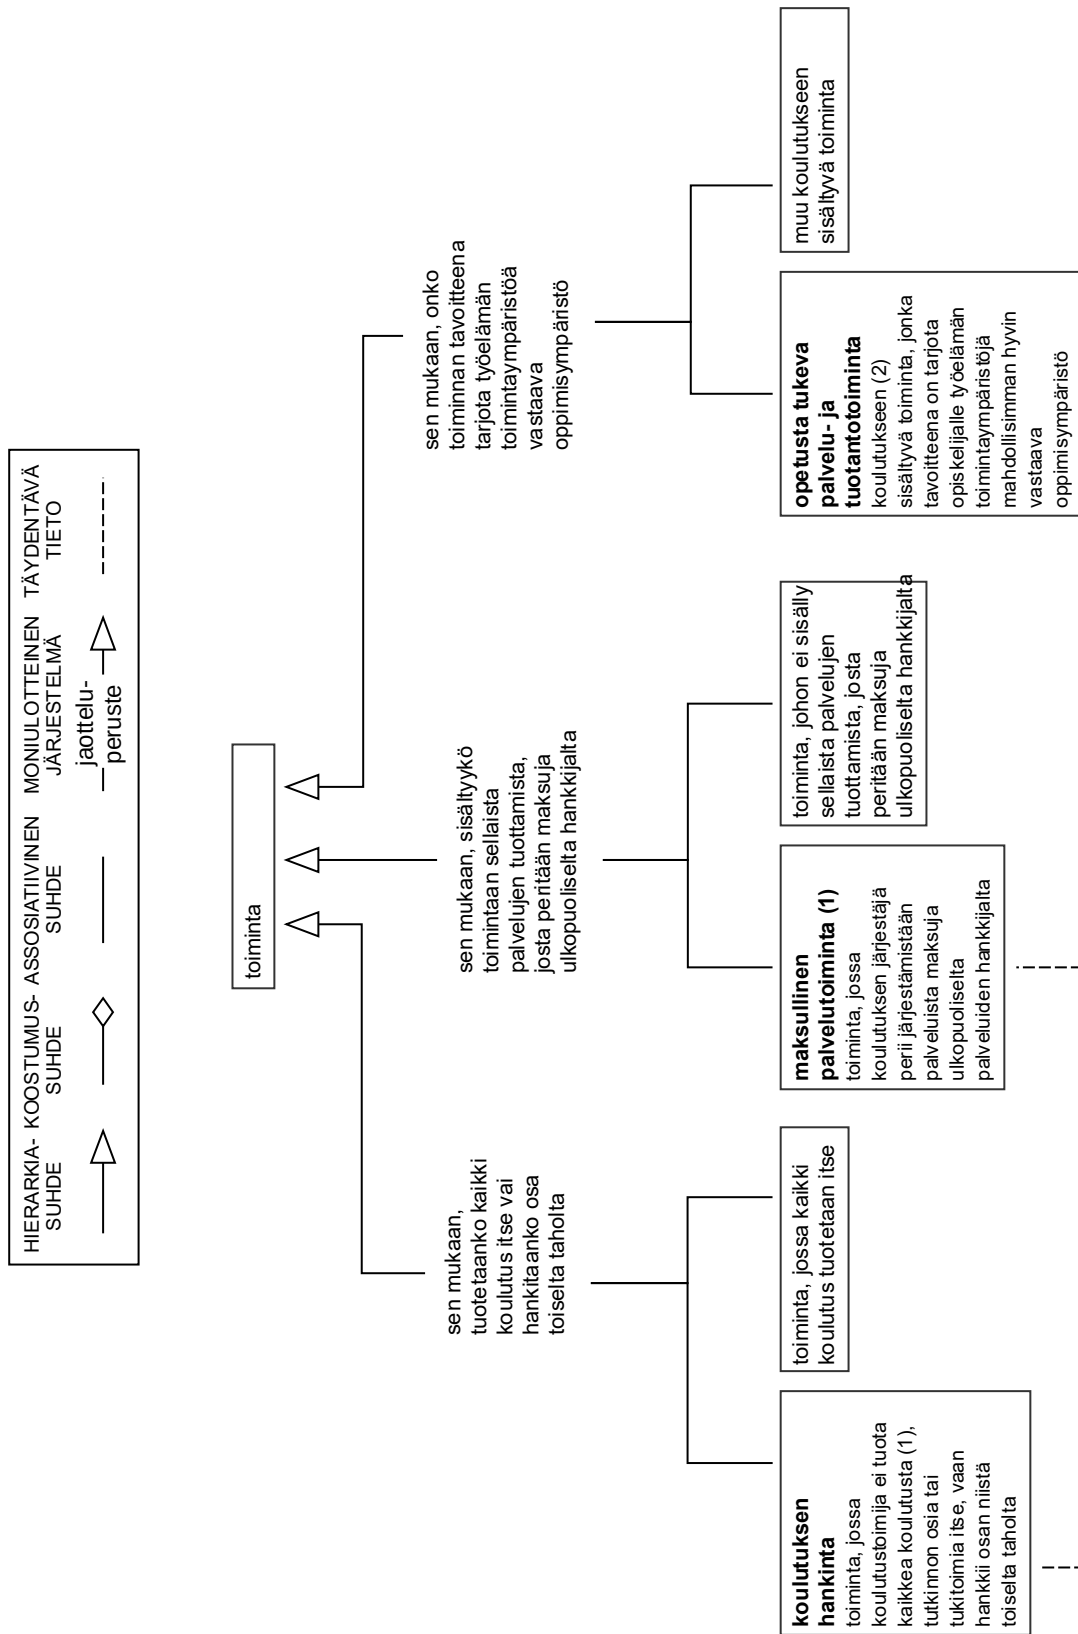 HIERARKIA- KOOSTUMUS- ASSOSIATIIVINEN MONIULOTTEINEN TÄYDENTÄVÄ
SUHDE SUHDE SUHDE JÄRJESTELMÄ TIETO
jaottelu-
peruste
toiminta
sen mukaan,
tuotetaanko kaikki
koulutus itse vai
hankitaanko osa
toiselta taholta
sen mukaan, sisältyykö
toimintaan sellaista
palvelujen tuottamista,
josta peritään maksuja
ulkopuoliselta hankkijalta
sen mukaan, onko
toiminnan tavoitteena
tarjota työelämän
toimintaympäristöä
vastaava
oppimisympäristö
koulutuksen
hankinta
toiminta, jossa
koulutustoimija ei tuota
kaikkea koulutusta (1),
tutkinnon osia tai
tukitoimia itse, vaan
hankkii osan niistä
toiselta taholta
toiminta, jossa kaikki
koulutus tuotetaan itse
maksullinen
palvelutoiminta (1)
toiminta, jossa
koulutuksen järjestäjä
perii järjestämistään
palveluista maksuja
ulkopuoliselta
palveluiden hankkijalta
toiminta, johon ei sisälly
sellaista palvelujen
tuottamista, josta
peritään maksuja
ulkopuoliselta hankkijalta
opetusta tukeva
palvelu- ja
tuotantotoiminta
koulutukseen (2)
sisältyvä toiminta, jonka
tavoitteena on tarjota
opiskelijalle työelämän
toimintaympäristöjä
mahdollisimman hyvin
vastaava
oppimisympäristö
muu koulutukseen
sisältyvä toiminta